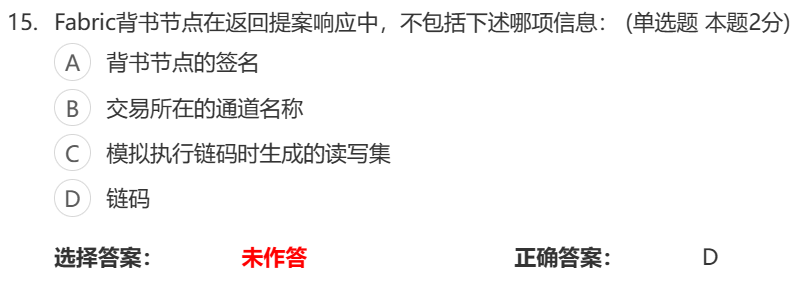 15. Fabric背书节点在返回提案响应中，不包括下述哪项信息： (单选题 本题2分)
A 背书节点的签名
B 交易所在的通道名称
C 模拟执行链码时生成的读写集
D 链码
选择答案： 未作答 正确答案： D